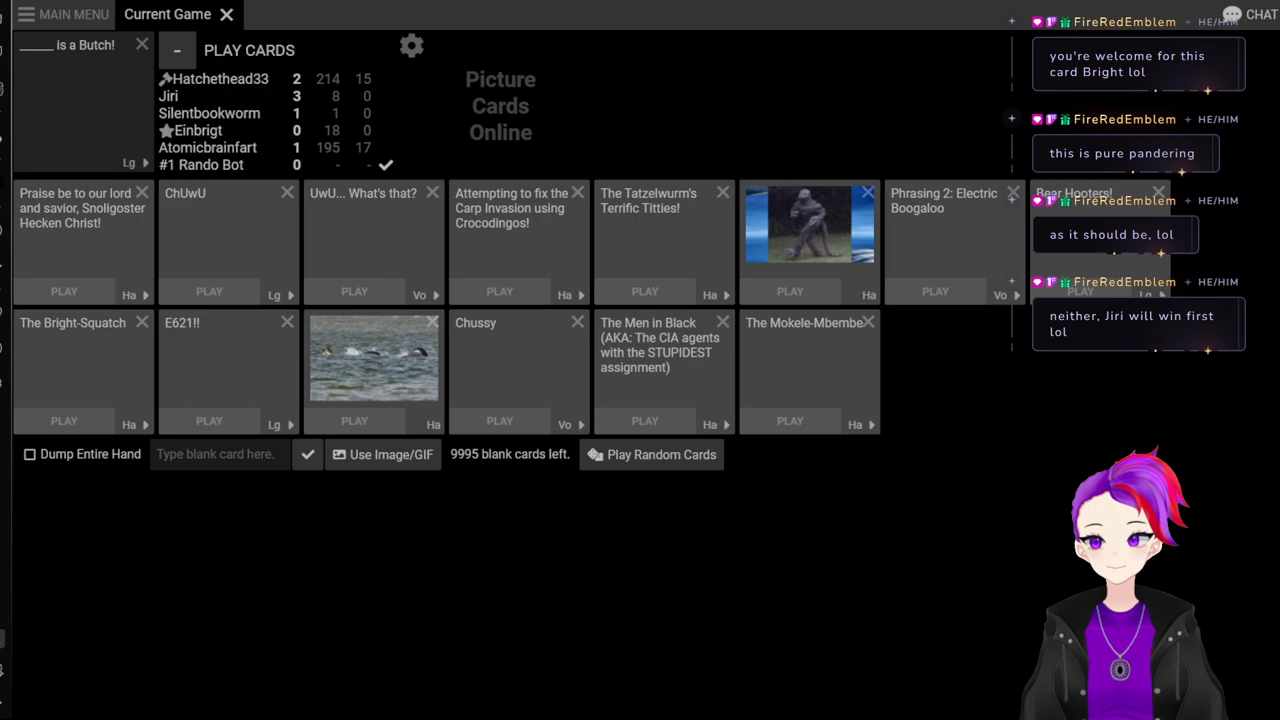 MAIN MENU
Current Game
CHAT
_____ is a Butch!
Lg
-
PLAY CARDS
Hatchethead33 2 214 15
Jiri 3 8 0
Silentbookworm 1 1 0
Einbrigt 0 18 0
Atomicbrainfart 1 195 17
#1 Rando Bot 0 - -
Picture
Cards
Online
Praise be to our lord
and savior, Snoligoster
Hecken Christ!
PLAY
Ha
ChUwU
PLAY
Lg
UwU... What's that?
PLAY
Vo
Attempting to fix the
Carp Invasion using
Crocodingos!
PLAY
Ha
The Tatzelwurm's
Terrific Titties!
PLAY
Ha
PLAY
Ha
Phrasing 2: Electric
Boogaloo
PLAY
Vo
Bear Hooters!
PLAY
Lg
The Bright-Squatch
PLAY
Ha
E621!!
PLAY
Lg
PLAY
Ha
Chussy
PLAY
Vo
The Men in Black
(AKA: The CIA agents
with the STUPIDEST
assignment)
PLAY
Ha
The Mokele-Mbembe
PLAY
Ha
Dump Entire Hand
Type blank card here.
Use Image/GIF
9995 blank cards left.
Play Random Cards
FireRedEmblem HE/HIM
you're welcome for this
card Bright lol
FireRedEmblem HE/HIM
this is pure pandering
FireRedEmblem HE/HIM
as it should be, lol
FireRedEmblem HE/HIM
neither, Jiri will win first
lol